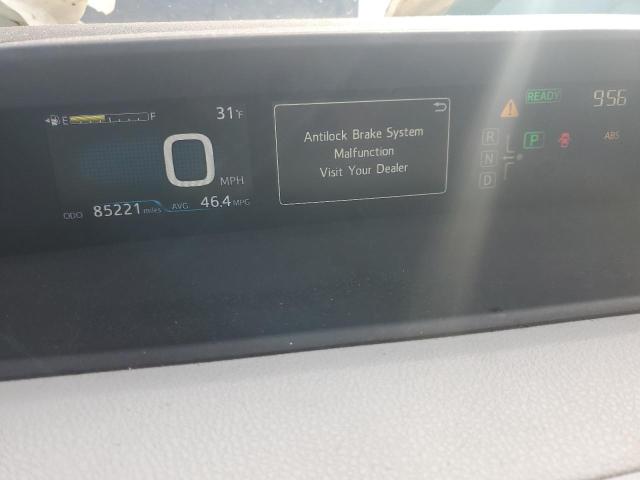 E F
31°F
0 MPH
ODO 85221 miles AVG. 46.4 MPG
Antilock Brake System
Malfunction
Visit Your Dealer
READY 9:56
R P ABS
N
D